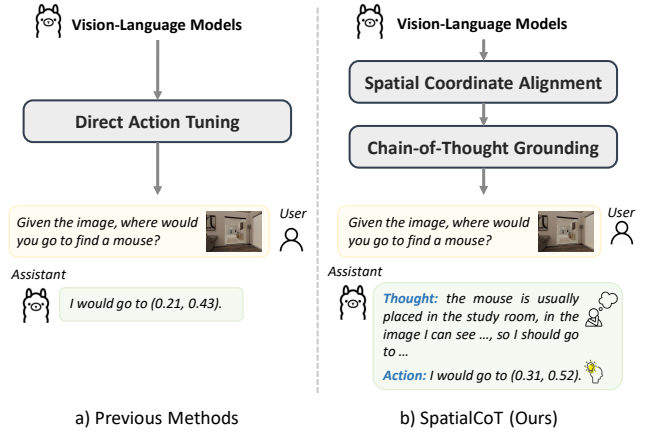 Vision-Language Models
Direct Action Tuning
Given the image, where would
you go to find a mouse?
User
Assistant
I would go to (0.21, 0.43).
a) Previous Methods
Vision-Language Models
Spatial Coordinate Alignment
Chain-of-Thought Grounding
Given the image, where would
you go to find a mouse?
User
Assistant
Thought: the mouse is usually
placed in the study room, in the
image I can see ..., so I should go
to ...
Action: I would go to (0.31, 0.52).
b) SpatialCoT (Ours)